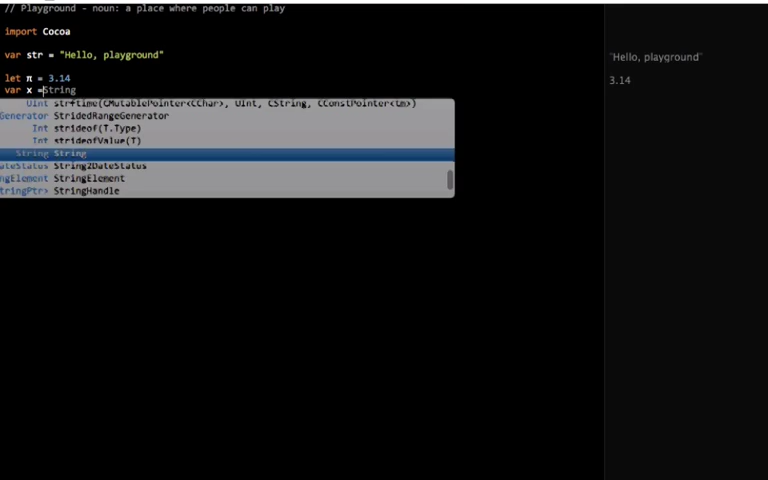 // Playground - noun: a place where people can play
import Cocoa
var str = "Hello, playground"
"Hello, playground"
let π = 3.14
3.14
var x =String
UInt strftime(CMutablePointer<CChar>, UInt, CString, CConstPointer<tm>)
Generator StridedRangeGenerator
Int strideof(T.Type)
Int strideofValue(T)
String String
ateStatus String2DateStatus
ngElement StringElement
tringPtr> StringHandle